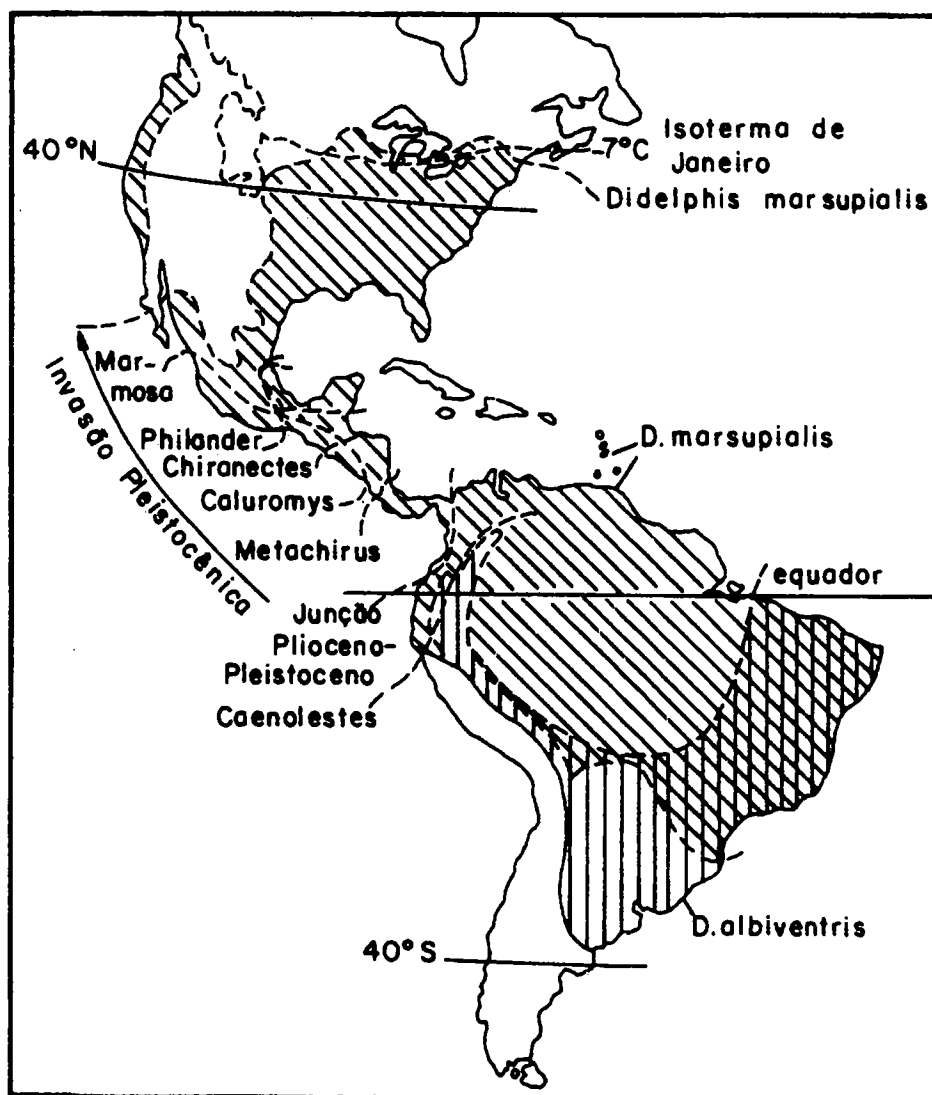 40°N
-7°C
Isoterma de
Janeiro
Didelphis marsupialis
Mar-
mosa
Invasão Pleistocênica
Philander
Chiranectes
Caluromys
Metachirus
D. marsupialis
equador
Junção
Plioceno-
Pleistoceno
Caenolestes
D. albiventris
40°S